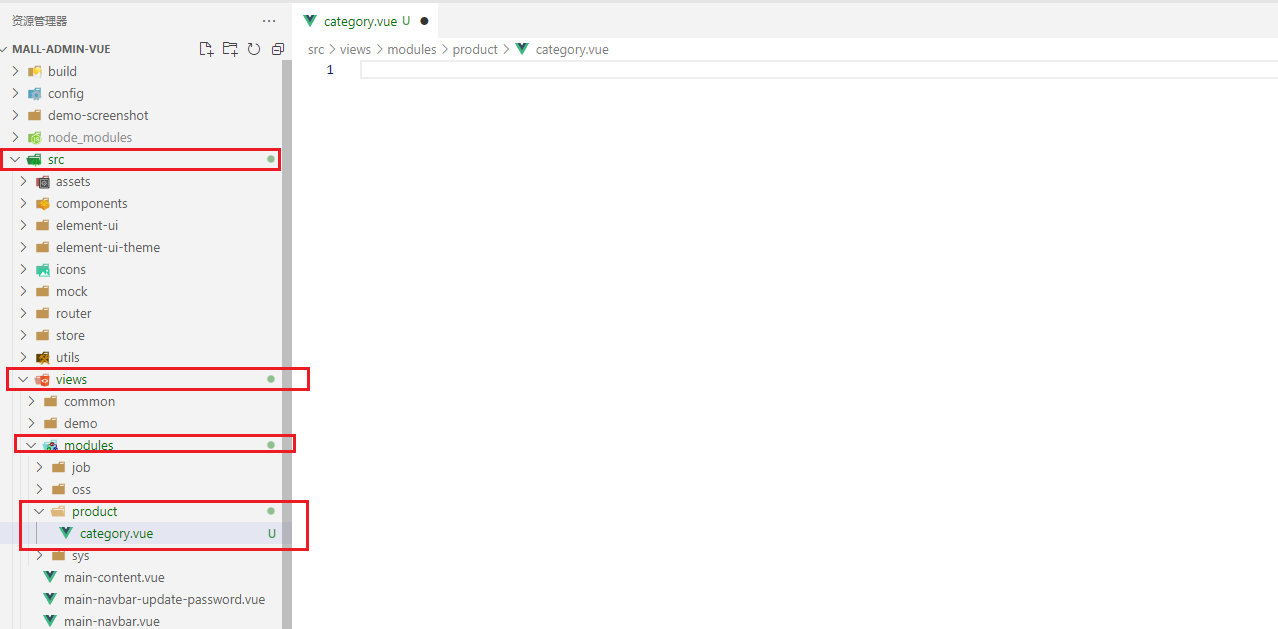 资源管理器 ···
MALL-ADMIN-VUE
build
config
demo-screenshot
node_modules
src
assets
components
element-ui
element-ui-theme
icons
mock
router
store
utils
views
common
demo
modules
job
oss
product
category.vue U
sys
main-content.vue
main-navbar-update-password.vue
main-navbar.vue
category.vue U
src > views > modules > product > category.vue
1